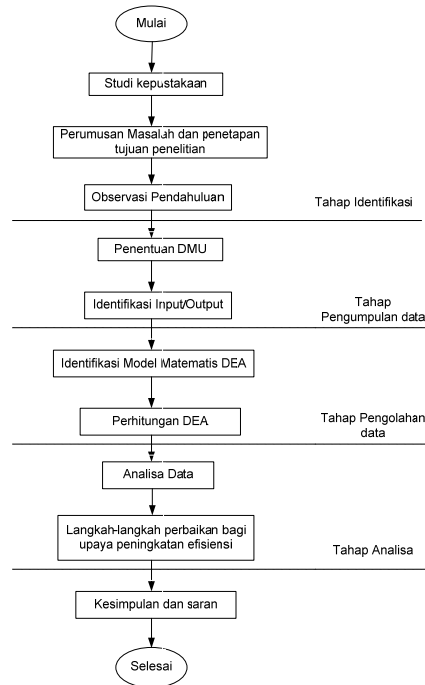 Mulai
Studi kepustakaan
Perumusan Masalah dan penetapan
tujuan penelitian
Observasi Pendahuluan
Tahap Identifikasi
Penentuan DMU
Identifikasi Input/Output
Tahap
Pengumpulan data
Identifikasi Model Matematis DEA
Perhitungan DEA
Tahap Pengolahan
data
Analisa Data
Langkah-langkah perbaikan bagi
upaya peningkatan efisiensi
Tahap Analisa
Kesimpulan dan saran
Selesai